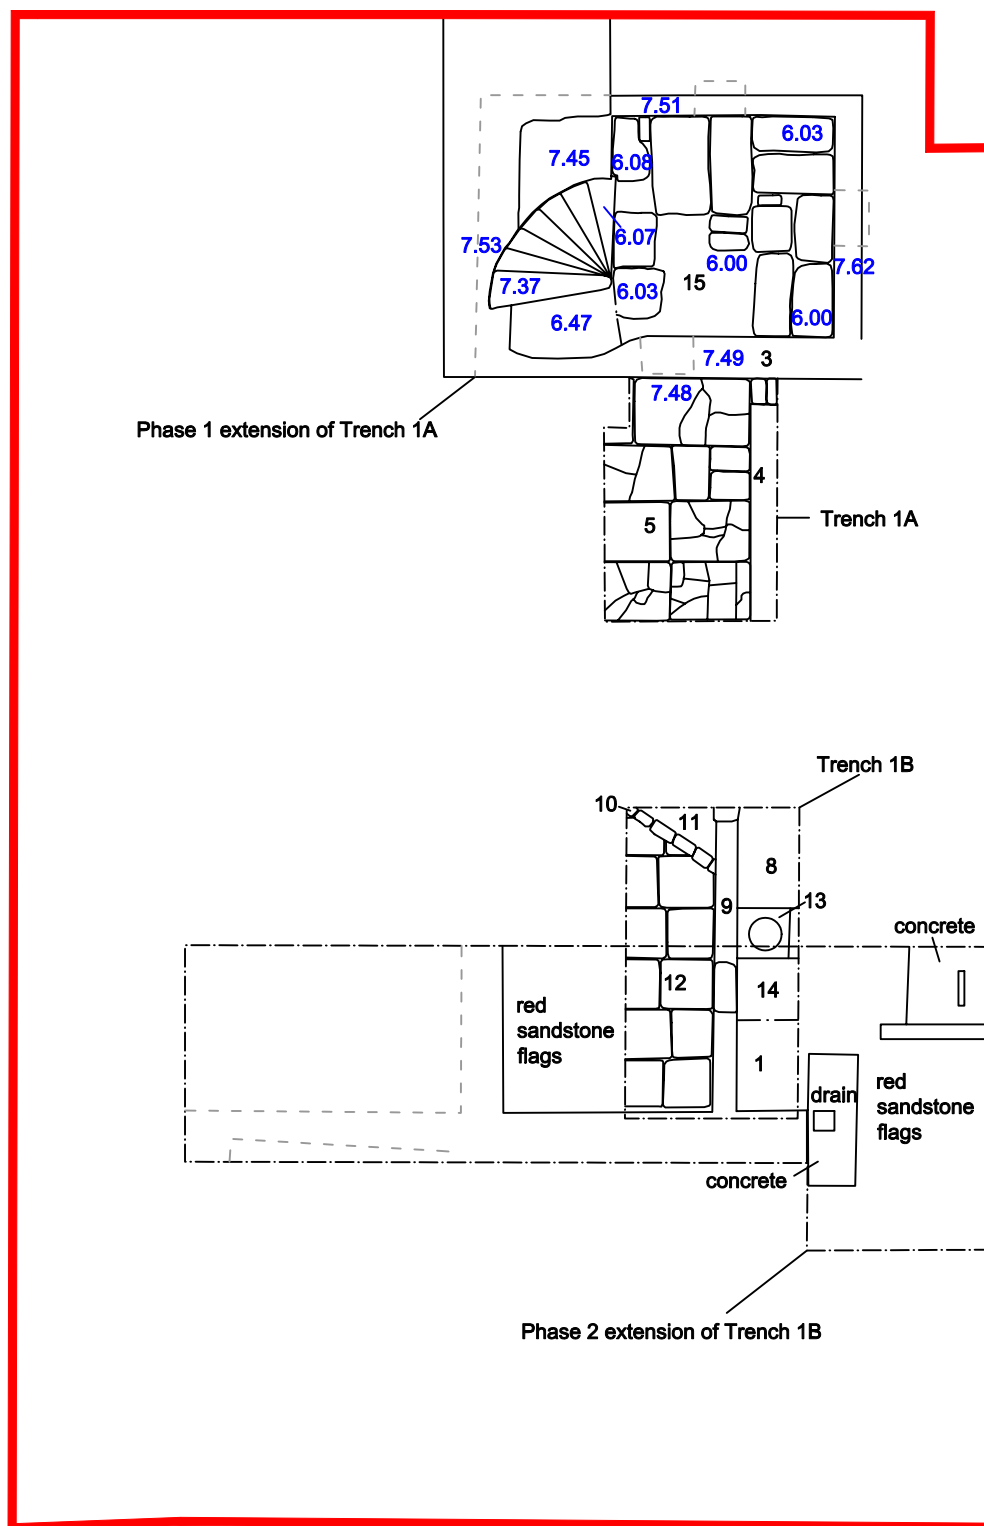 7.51
6.03
7.45
6.08
6.07
7.53
6.00
7.62
7.37
6.03
15
6.47
6.00
7.49
3
7.48
Phase 1 extension of Trench 1A
4
5
Trench 1A
Trench 1B
10
11
8
13
9
concrete
12
14
red
sandstone
flags
1
drain
red
sandstone
flags
concrete
Phase 2 extension of Trench 1B